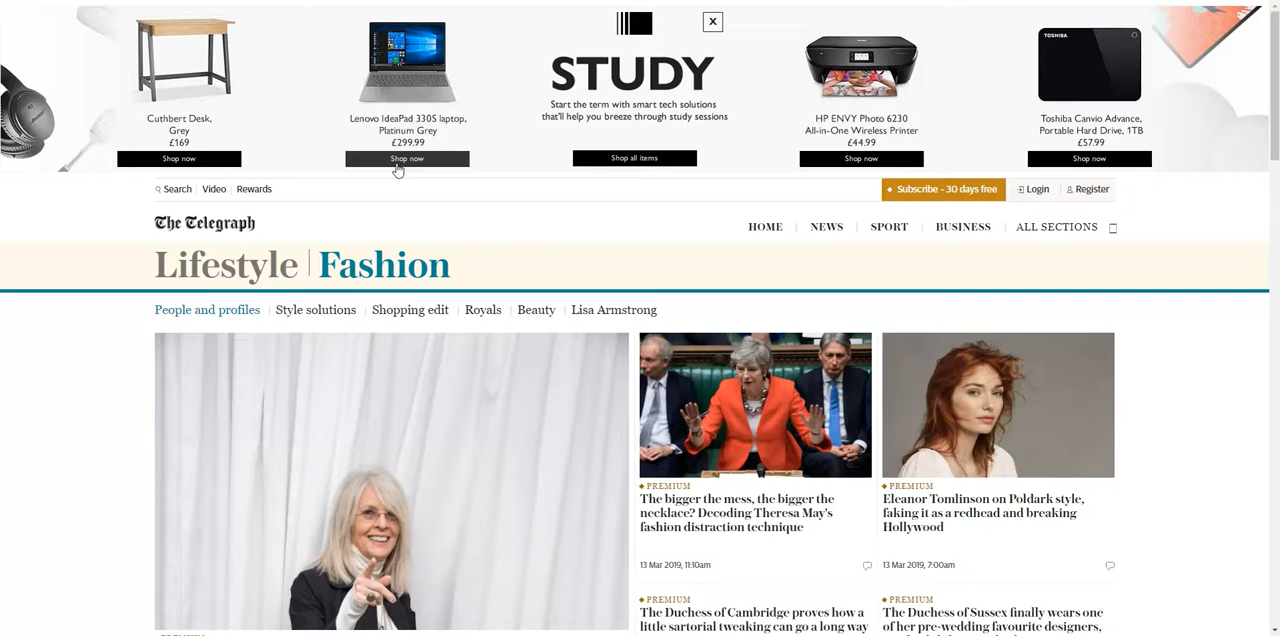 X
STUDY
Start the term with smart tech solutions
that'll help you breeze through study sessions
Shop all items
Cuthbert Desk,
Grey
£169
Shop now
Lenovo IdeaPad 330S laptop,
Platinum Grey
£299.99
Shop now
HP ENVY Photo 6230
All-in-One Wireless Printer
£44.99
Shop now
TOSHIBA
Toshiba Canvio Advance,
Portable Hard Drive, 1TB
£57.99
Shop now
Search Video Rewards
Subscribe - 30 days free Login Register
The Telegraph
HOME NEWS SPORT BUSINESS ALL SECTIONS
Lifestyle Fashion
People and profiles Style solutions Shopping edit Royals Beauty Lisa Armstrong
PREMIUM
The bigger the mess, the bigger the
necklace? Decoding Theresa May's
fashion distraction technique
13 Mar 2019, 11:10am
PREMIUM
Eleanor Tomlinson on Poldark style,
faking it as a redhead and breaking
Hollywood
13 Mar 2019, 7:00am
PREMIUM
The Duchess of Cambridge proves how a
little sartorial tweaking can go a long way
PREMIUM
The Duchess of Sussex finally wears one
of her pre-wedding favourite designers,